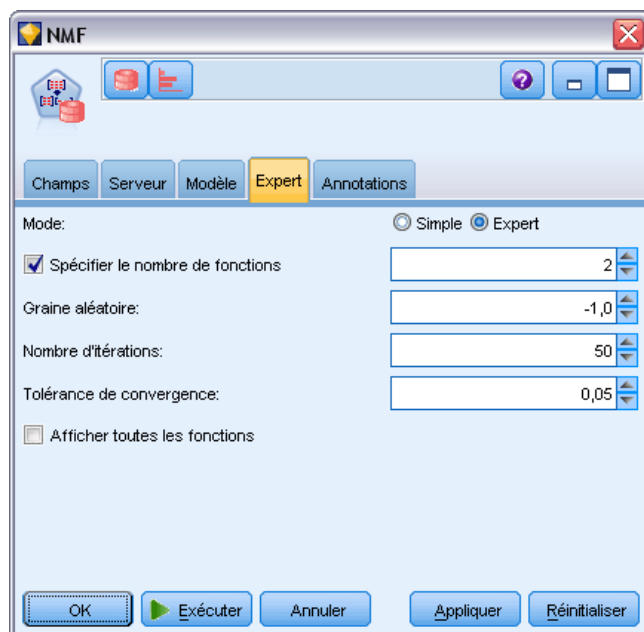 NMF
?
Champs Serveur Modèle Expert Annotations
Mode: Simple Expert
Spécifier le nombre de fonctions 2
Graine aléatoire: -1,0
Nombre d'itérations: 50
Tolérance de convergence: 0,05
Afficher toutes les fonctions
OK Exécuter Annuler Appliquer Réinitialiser